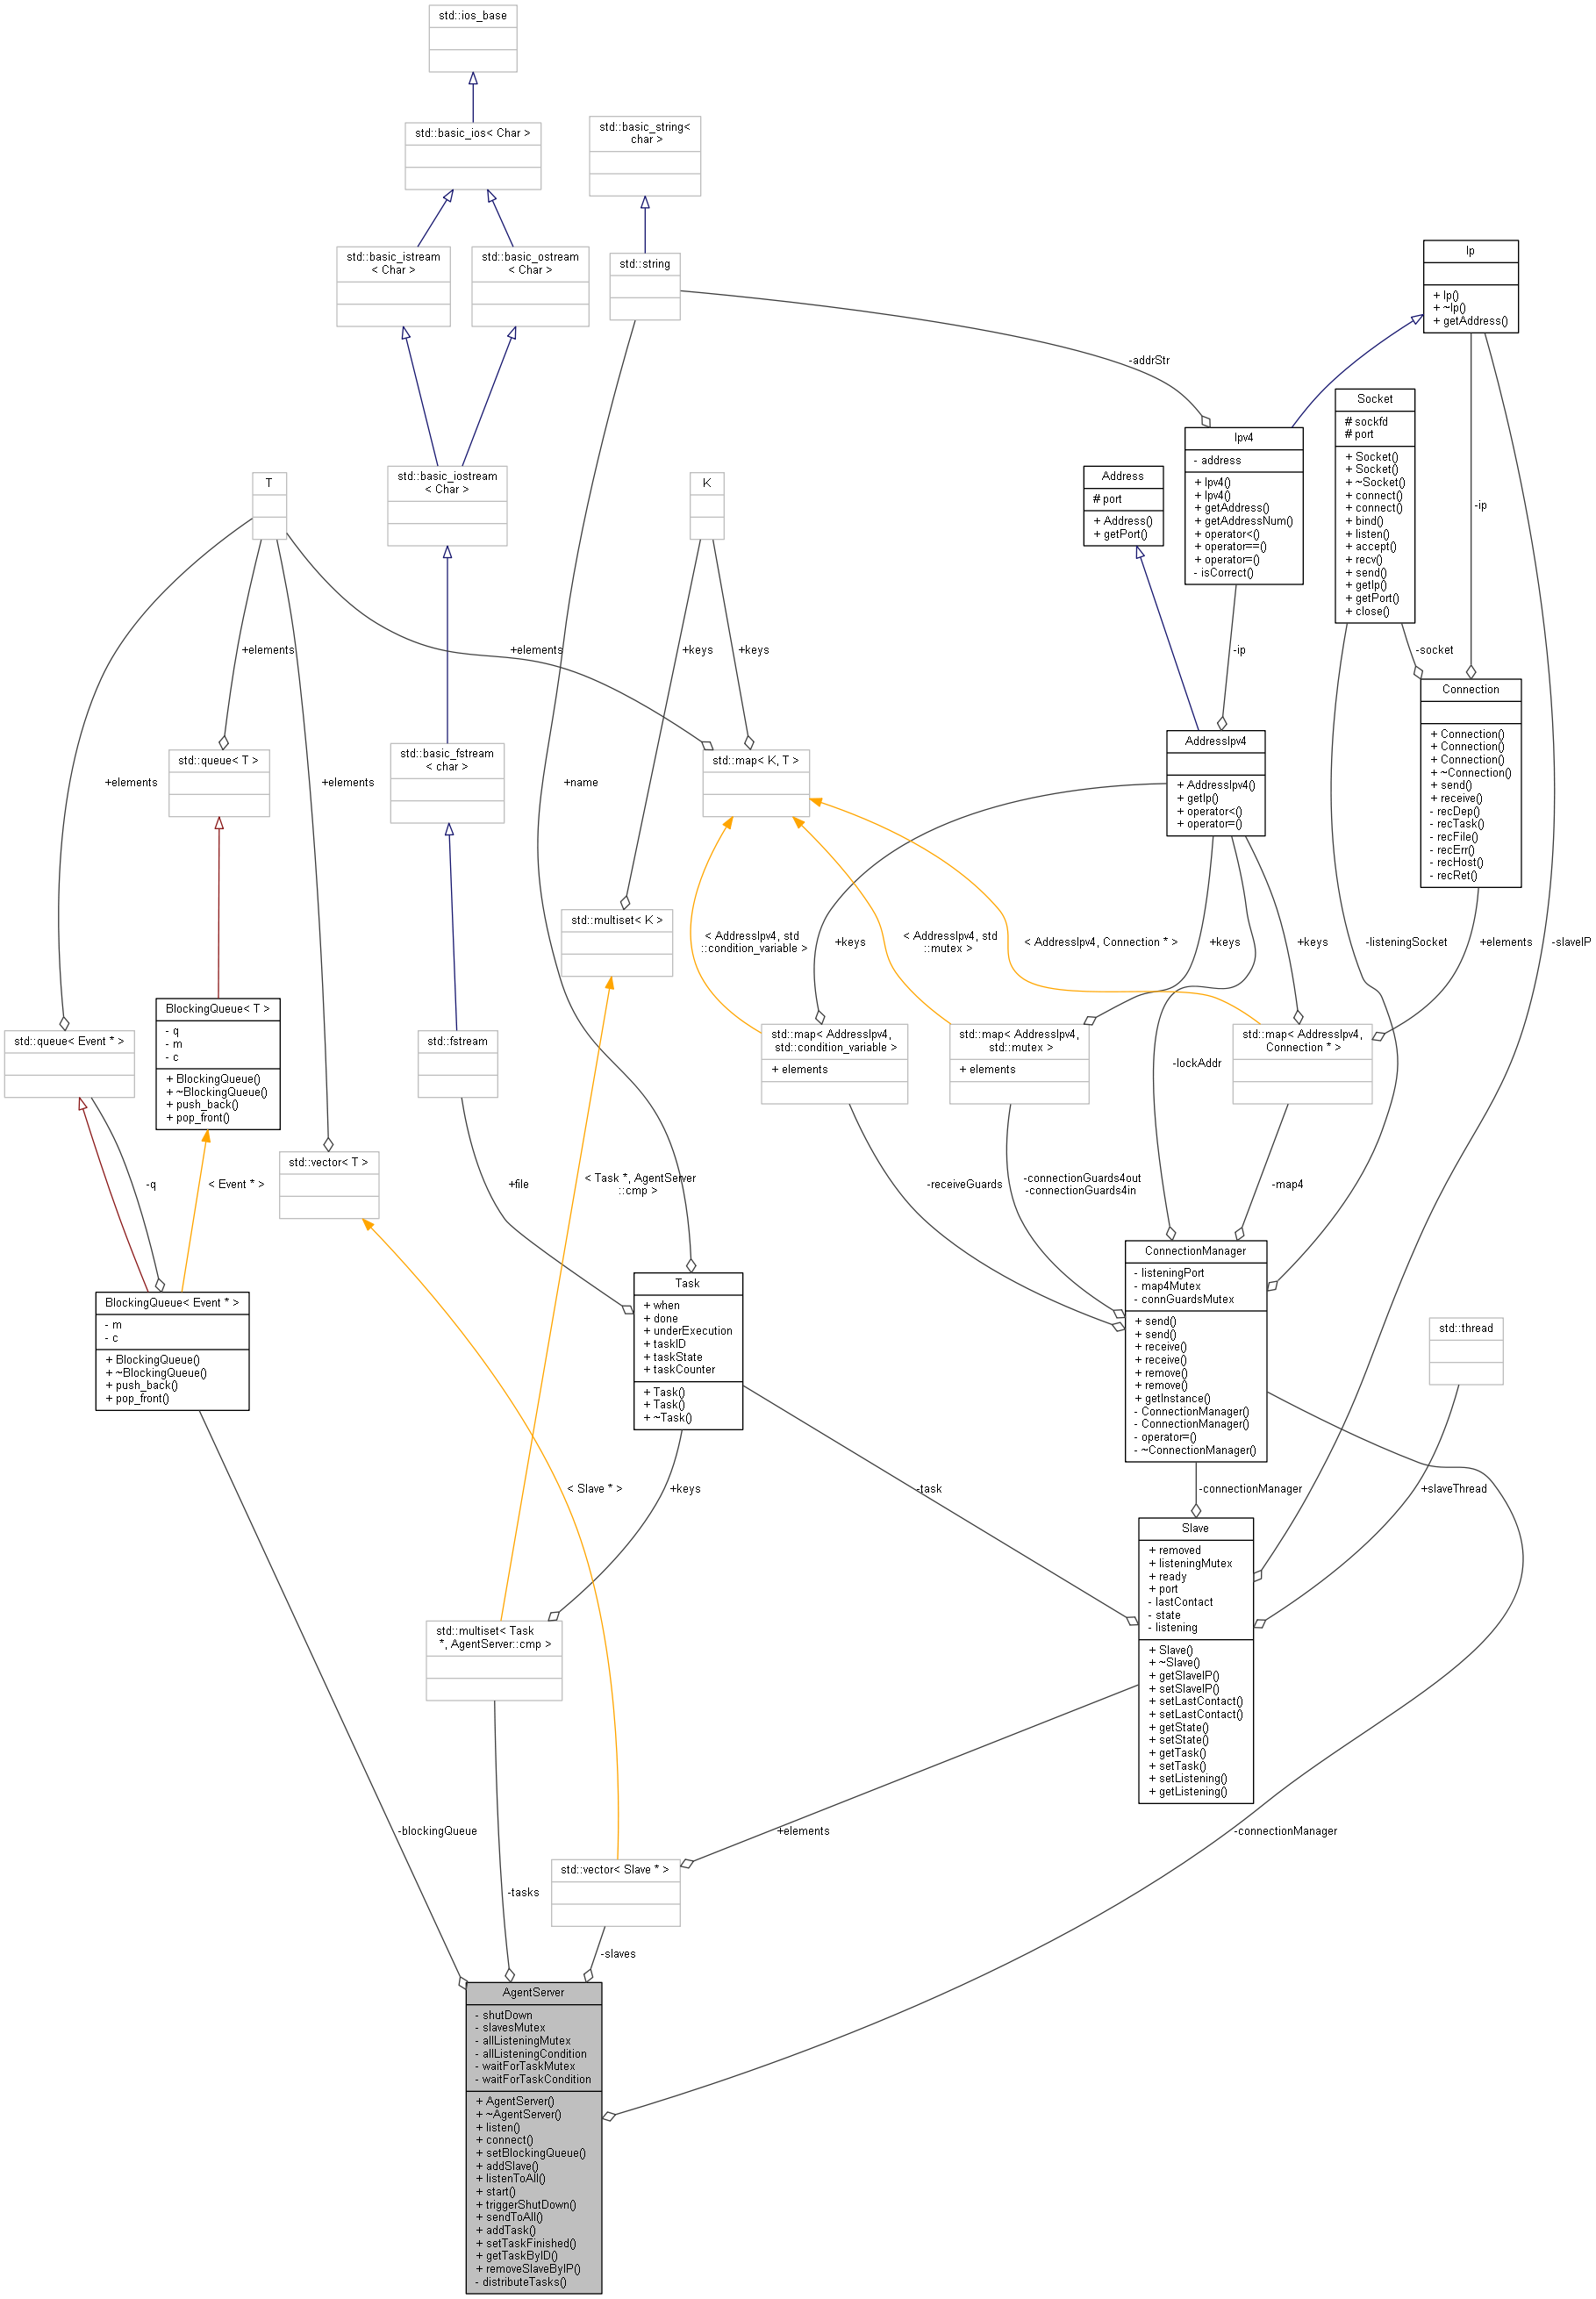 std::ios_base
std::basic_ios< Char >
std::basic_string<
char >
std::basic_istream
< Char >
std::basic_ostream
< Char >
std::string
Ip
+ Ip()
+ ~Ip()
+ getAddress()
-addrStr
Socket
# sockfd
# port
+ Socket()
+ Socket()
+ ~Socket()
+ connect()
+ connect()
+ bind()
+ listen()
+ accept()
+ recv()
+ send()
+ getIp()
+ getPort()
+ close()
Ipv4
- address
+ Ipv4()
+ Ipv4()
+ getAddress()
+ getAddressNum()
+ operator<()
+ operator==()
+ operator=()
- isCorrect()
Address
# port
+ Address()
+ getPort()
std::basic_iostream
< Char >
T
K
-ip
+elements
+elements
+keys
+keys
-ip
-socket
Connection
+ Connection()
+ Connection()
+ Connection()
+ ~Connection()
+ send()
+ receive()
- recDep()
- recTask()
- recFile()
- recErr()
- recHost()
- recRet()
AddressIpv4
+ AddressIpv4()
+ getIp()
+ operator<()
+ operator=()
std::queue< T >
std::basic_fstream
< char >
std::map< K, T >
+elements
+elements
+name
std::multiset< K >
< AddressIpv4, std
::condition_variable >
+keys
< AddressIpv4, std
::mutex >
< AddressIpv4, Connection * >
+keys
+keys
-listeningSocket
+elements
-slaveIP
BlockingQueue< T >
- q
- m
- c
+ BlockingQueue()
+ ~BlockingQueue()
+ push_back()
+ pop_front()
std::queue< Event * >
std::fstream
std::map< AddressIpv4,
std::condition_variable >
+ elements
std::map< AddressIpv4,
std::mutex >
+ elements
std::map< AddressIpv4,
Connection * >
-lockAddr
std::vector< T >
-q
< Event * >
+file
< Task *, AgentServer
::cmp >
-receiveGuards
-connectionGuards4out
-connectionGuards4in
-map4
ConnectionManager
- listeningPort
- map4Mutex
- connGuardsMutex
+ send()
+ send()
+ receive()
+ receive()
+ remove()
+ remove()
+ getInstance()
- ConnectionManager()
- ConnectionManager()
- operator=()
- ~ConnectionManager()
Task
+ when
+ done
+ underExecution
+ taskID
+ taskState
+ taskCounter
+ Task()
+ Task()
+ ~Task()
BlockingQueue< Event * >
- m
- c
+ BlockingQueue()
+ ~BlockingQueue()
+ push_back()
+ pop_front()
std::thread
< Slave * >
+keys
-task
-connectionManager
+slaveThread
Slave
+ removed
+ listeningMutex
+ ready
+ port
- lastContact
- state
- listening
+ Slave()
+ ~Slave()
+ getSlaveIP()
+ setSlaveIP()
+ setLastContact()
+ setLastContact()
+ getState()
+ setState()
+ getTask()
+ setTask()
+ setListening()
+ getListening()
std::multiset< Task
*, AgentServer::cmp >
-blockingQueue
+elements
-connectionManager
std::vector< Slave * >
-tasks
-slaves
AgentServer
- shutDown
- slavesMutex
- allListeningMutex
- allListeningCondition
- waitForTaskMutex
- waitForTaskCondition
+ AgentServer()
+ ~AgentServer()
+ listen()
+ connect()
+ setBlockingQueue()
+ addSlave()
+ listenToAll()
+ start()
+ triggerShutDown()
+ sendToAll()
+ addTask()
+ setTaskFinished()
+ getTaskByID()
+ removeSlaveByIP()
- distributeTasks()